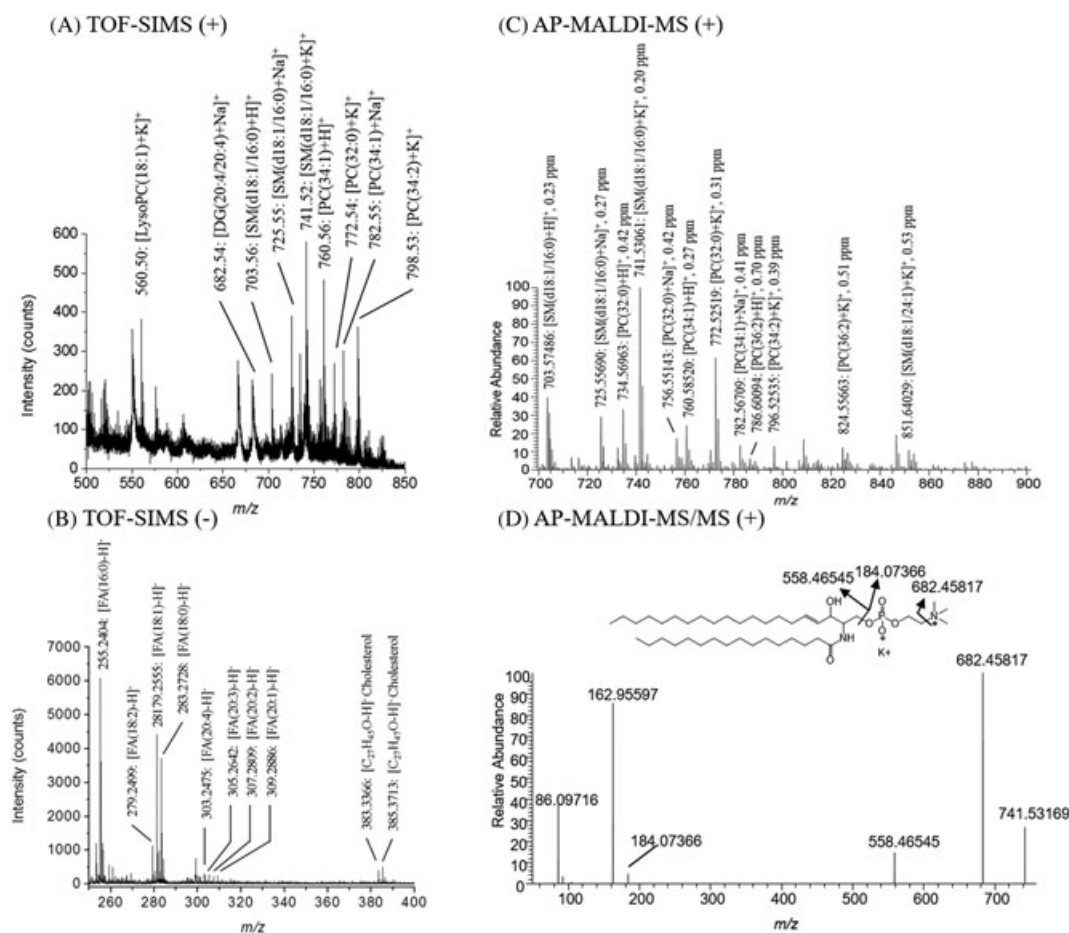 (A) TOF-SIMS (+)
560.50: [LysoPC(18:1)+K]⁺
682.54: [DG(20:4/20:4)+Na]⁺
703.56: [SM(d18:1/16:0)+H]⁺
725.55: [SM(d18:1/16:0)+Na]⁺
741.52: [SM(d18:1/16:0)+K]⁺
760.56: [PC(34:1)+H]⁺
772.54: [PC(32:0)+K]⁺
782.55: [PC(34:1)+Na]⁺
798.53: [PC(34:2)+K]⁺
Intensity (counts)
600
500
400
300
200
100
0
500 550 600 650 700 750 800 850
m/z
(C) AP-MALDI-MS (+)
703.57486: [SM(d18:1/16:0)+H]⁺, 0.23 ppm
725.55690: [SM(d18:1/16:0)+Na]⁺, 0.27 ppm
734.56963: [PC(32:0)+H]⁺, 0.42 ppm
741.53061: [SM(d18:1/16:0)+K]⁺, 0.20 ppm
756.55143: [PC(32:0)+Na]⁺, 0.42 ppm
760.58520: [PC(34:1)+H]⁺, 0.27 ppm
772.52519: [PC(32:0)+K]⁺, 0.31 ppm
782.56709: [PC(34:1)+Na]⁺, 0.41 ppm
786.60094: [PC(36:2)+H]⁺, 0.70 ppm
796.52535: [PC(34:2)+K]⁺, 0.39 ppm
824.55663: [PC(36:2)+K]⁺, 0.51 ppm
851.64029: [SM(d18:1/24:1)+K]⁺, 0.53 ppm
Relative Abundance
100
90
80
70
60
50
40
30
20
10
0
700 720 740 760 780 800 820 840 860 880 900
m/z
(B) TOF-SIMS (-)
255.2404: [FA(16:0)-H]⁻
279.2499: [FA(18:2)-H]⁻
28179.2555: [FA(18:1)-H]⁻
283.2728: [FA(18:0)-H]⁻
303.2475: [FA(20:4)-H]⁻
305.2642: [FA(20:3)-H]⁻
307.2809: [FA(20:2)-H]⁻
309.2886: [FA(20:1)-H]⁻
383.3366: [C₂₇H₄₅O-H]⁻ Cholesterol
385.3713: [C₂₇H₄₇O-H]⁻ Cholesterol
Intensity (counts)
7000
6000
5000
4000
3000
2000
1000
0
260 280 300 320 340 360 380 400
m/z
(D) AP-MALDI-MS/MS (+)
558.46545
184.07366
682.45817
OH
O
P
O
O
O
N
NH
O
K+
682.45817
162.95597
86.09716
184.07366
558.46545
741.53169
Relative Abundance
100
90
80
70
60
50
40
30
20
10
0
100 200 300 400 500 600 700
m/z